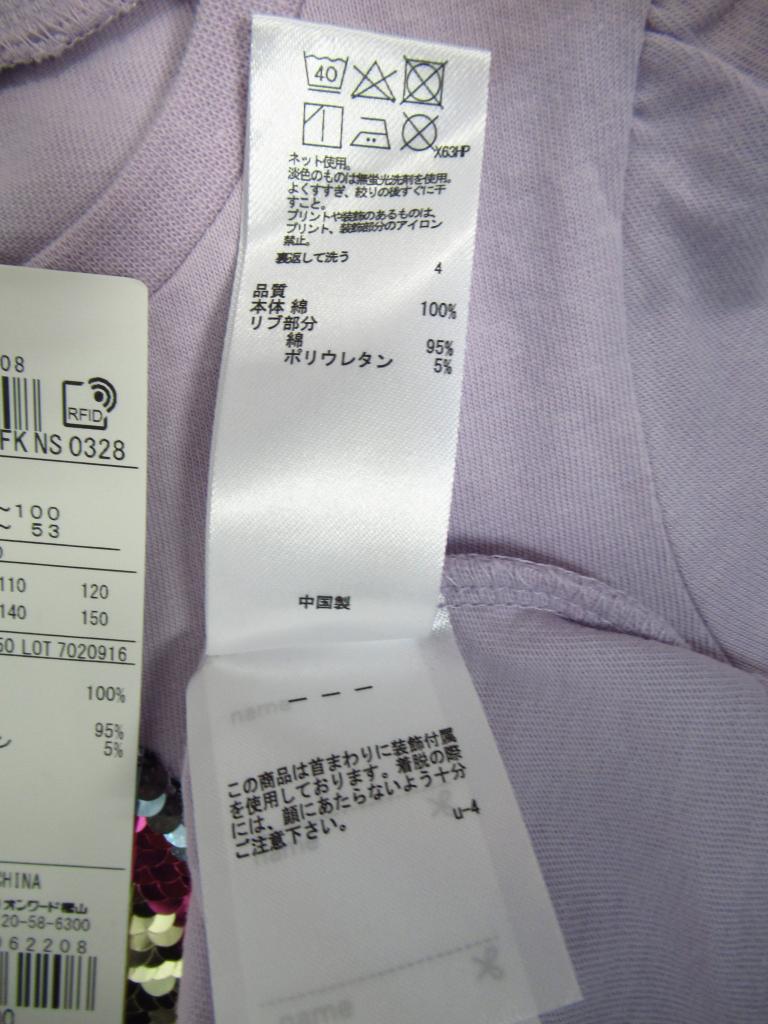 40
※63HP
ネット使用。
淡色のものは無蛍光洗剤を使用。
よくすすぎ、絞りの後すぐに干
すこと。
プリントや装飾のあるものは、
プリント、装飾部分のアイロン
禁止。
裏返して洗う
4
品質
本体 綿 100%
リブ部分
綿 95%
ポリウレタン 5%
中国製
name
この商品は首まわりに装飾付属
を使用しております。着脱の際
には、顔にあたらないよう十分
ご注意下さい。
u-4
name
name
08
RFID
FK NS 0328
~100
~ 53
110 120
140 150
50 LOT 7020916
100%
95%
ン 5%
CHINA
オンワード樫山
20-58-6300
062208